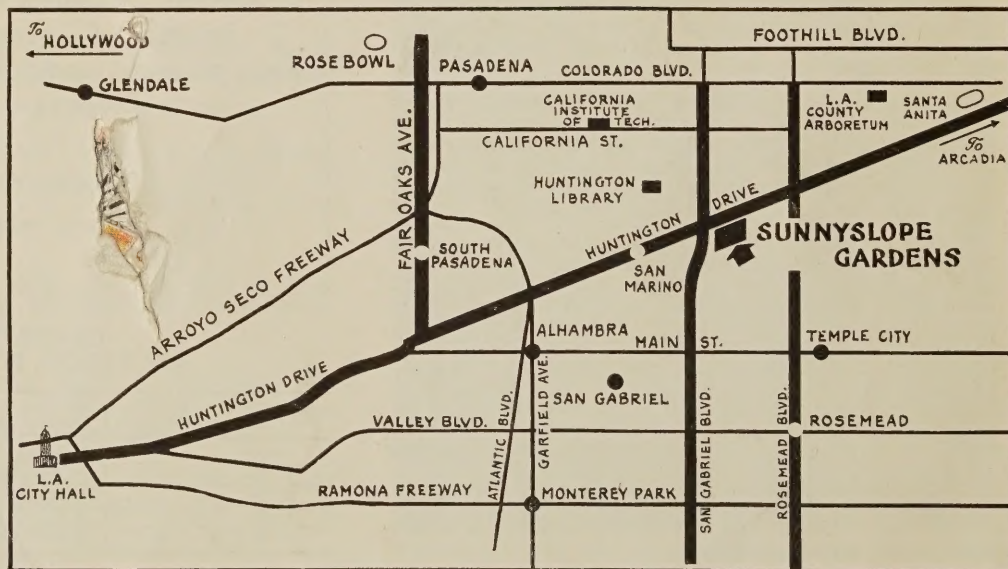 To
HOLLYWOOD
ROSE BOWL
FOOTHILL BLVD.
GLENDALE
PASADENA
COLORADO BLVD.
CALIFORNIA
INSTITUTE
OF TECH.
CALIFORNIA ST.
L.A.
COUNTY
ARBORETUM
SANTA
ANITA
To
ARCADIA
FAIR OAKS AVE.
HUNTINGTON
LIBRARY
HUNTINGTON DRIVE
SUNNYSLOPE
GARDENS
SOUTH
PASADENA
SAN
MARINO
ARROYO SECO FREEWAY
ALHAMBRA
MAIN ST.
TEMPLE CITY
HUNTINGTON DRIVE
SAN GABRIEL
VALLEY BLVD.
ROSEMEAD
ATLANTIC BLVD.
GARFIELD AVE.
SAN GABRIEL BLVD.
ROSEMEAD BLVD.
L.A.
CITY HALL
RAMONA FREEWAY
MONTEREY PARK